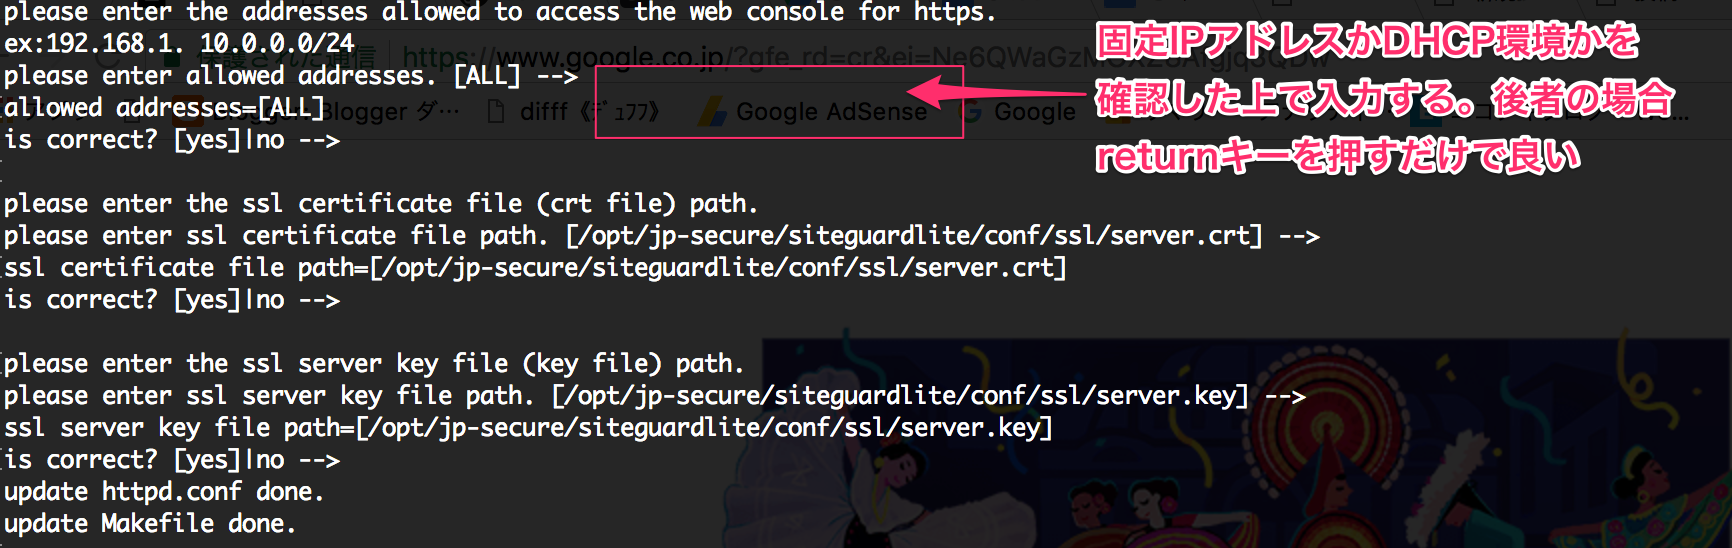 please enter the addresses allowed to access the web console for https.
ex:192.168.1. 10.0.0.0/24
保護された通信 https://www.google.co.jp/?gfe_rd=cr&ei=Ne6QWaGzM
please enter allowed addresses. [ALL] -->
allowed addresses=[ALL]
Blogger ダ… difff《ﾃﾞｭﾌﾌ》 Google AdSense Google
is correct? [yes]|no -->
固定IPアドレスかDHCP環境かを
確認した上で入力する。後者の場合
returnキーを押すだけで良い
please enter the ssl certificate file (crt file) path.
please enter ssl certificate file path. [/opt/jp-secure/siteguardlite/conf/ssl/server.crt] -->
ssl certificate file path=[/opt/jp-secure/siteguardlite/conf/ssl/server.crt]
is correct? [yes]|no -->
please enter the ssl server key file (key file) path.
please enter ssl server key file path. [/opt/jp-secure/siteguardlite/conf/ssl/server.key] -->
ssl server key file path=[/opt/jp-secure/siteguardlite/conf/ssl/server.key]
is correct? [yes]|no -->
update httpd.conf done.
update Makefile done.